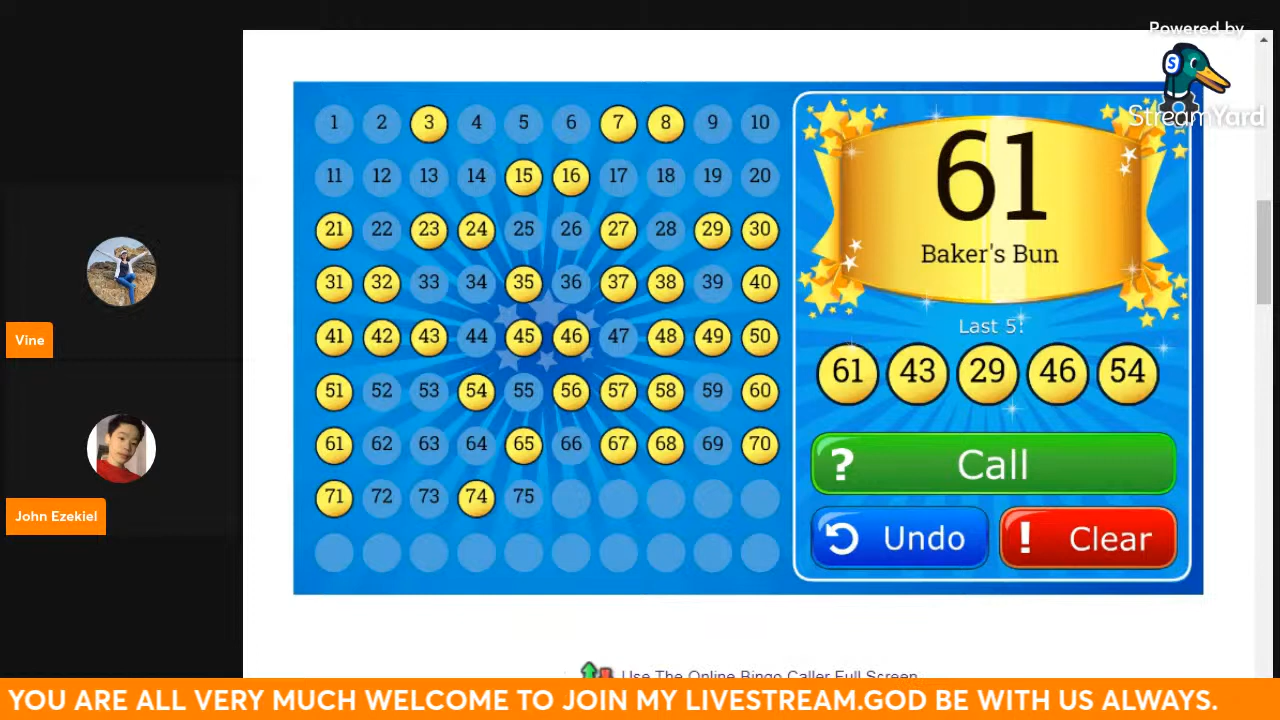 Powered by
StreamYard
1 2 3 4 5 6 7 8 9 10
11 12 13 14 15 16 17 18 19 20
21 22 23 24 25 26 27 28 29 30
31 32 33 34 35 36 37 38 39 40
41 42 43 44 45 46 47 48 49 50
51 52 53 54 55 56 57 58 59 60
61 62 63 64 65 66 67 68 69 70
71 72 73 74 75
61
Baker's Bun
Last 5!
61 43 29 46 54
? Call
Undo
! Clear
Vine
John Ezekiel
Use The Online Bingo Caller Full Screen
YOU ARE ALL VERY MUCH WELCOME TO JOIN MY LIVESTREAM.GOD BE WITH US ALWAYS.